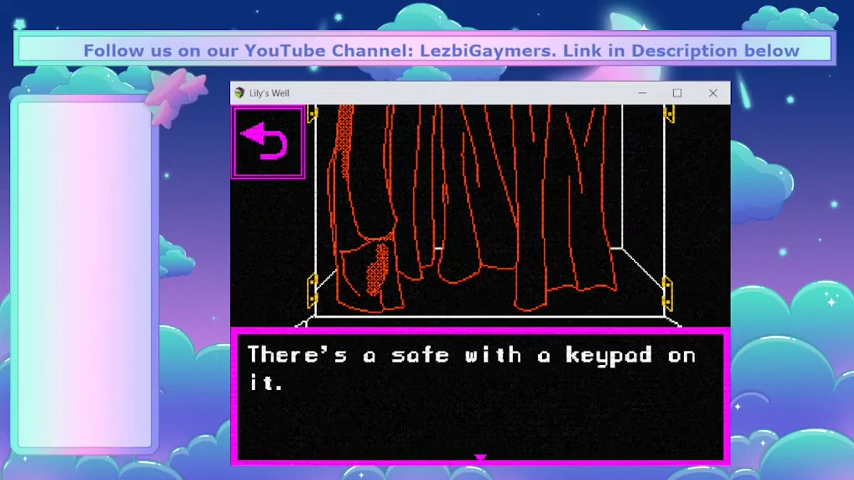 Follow us on our YouTube Channel: LezbiGaymers. Link in Description below
Lily's Well
There's a safe with a keypad on
it.